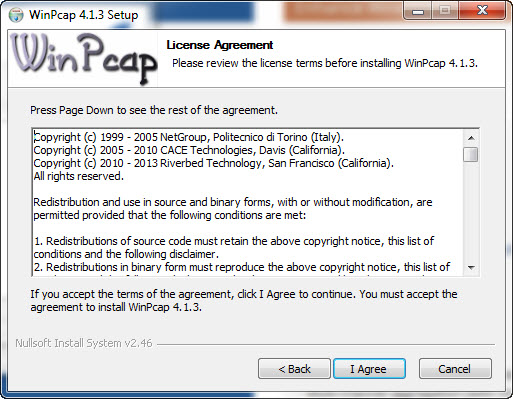 WinPcap 4.1.3 Setup
WinPcap
License Agreement
Please review the license terms before installing WinPcap 4.1.3.
Press Page Down to see the rest of the agreement.
Copyright (c) 1999 - 2005 NetGroup, Politecnico di Torino (Italy).
Copyright (c) 2005 - 2010 CACE Technologies, Davis (California).
Copyright (c) 2010 - 2013 Riverbed Technology, San Francisco (California).
All rights reserved.
Redistribution and use in source and binary forms, with or without modification, are
permitted provided that the following conditions are met:
1. Redistributions of source code must retain the above copyright notice, this list of
conditions and the following disclaimer.
2. Redistributions in binary form must reproduce the above copyright notice, this list of
If you accept the terms of the agreement, click I Agree to continue. You must accept the
agreement to install WinPcap 4.1.3.
Nullsoft Install System v2.46
< Back
I Agree
Cancel